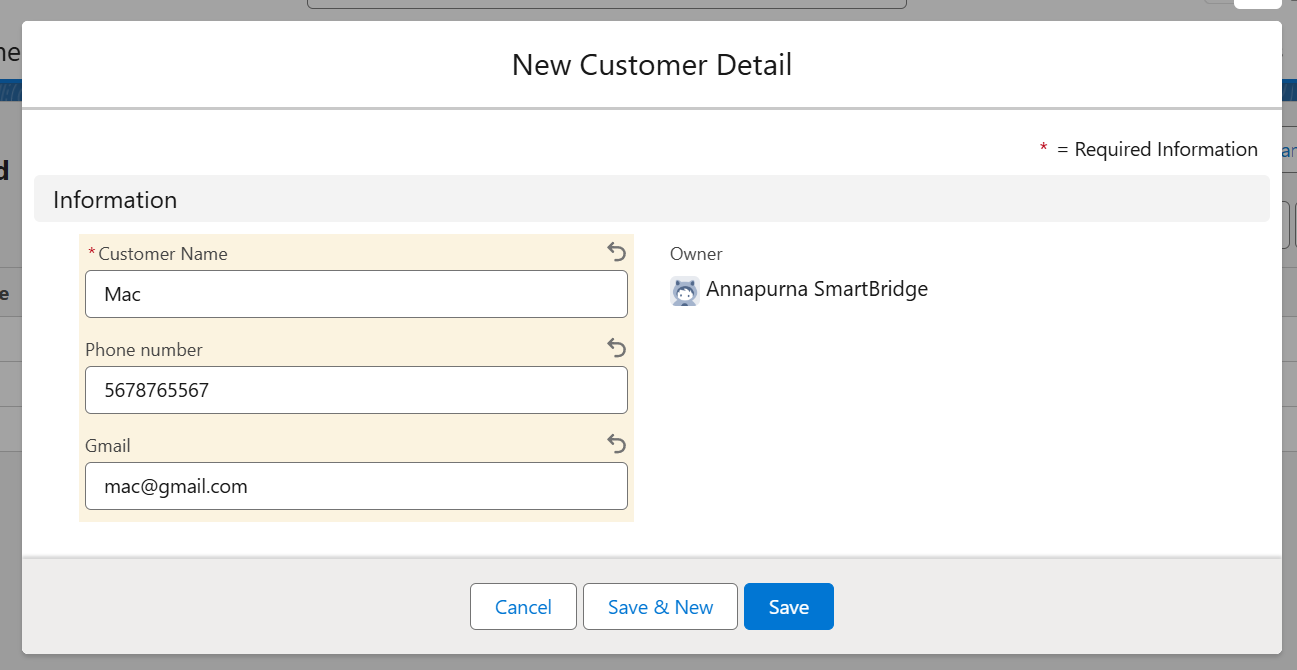 New Customer Detail
* = Required Information
Information
*Customer Name
Mac
Phone number
5678765567
Gmail
mac@gmail.com
Owner
Annapurna SmartBridge
Cancel
Save & New
Save